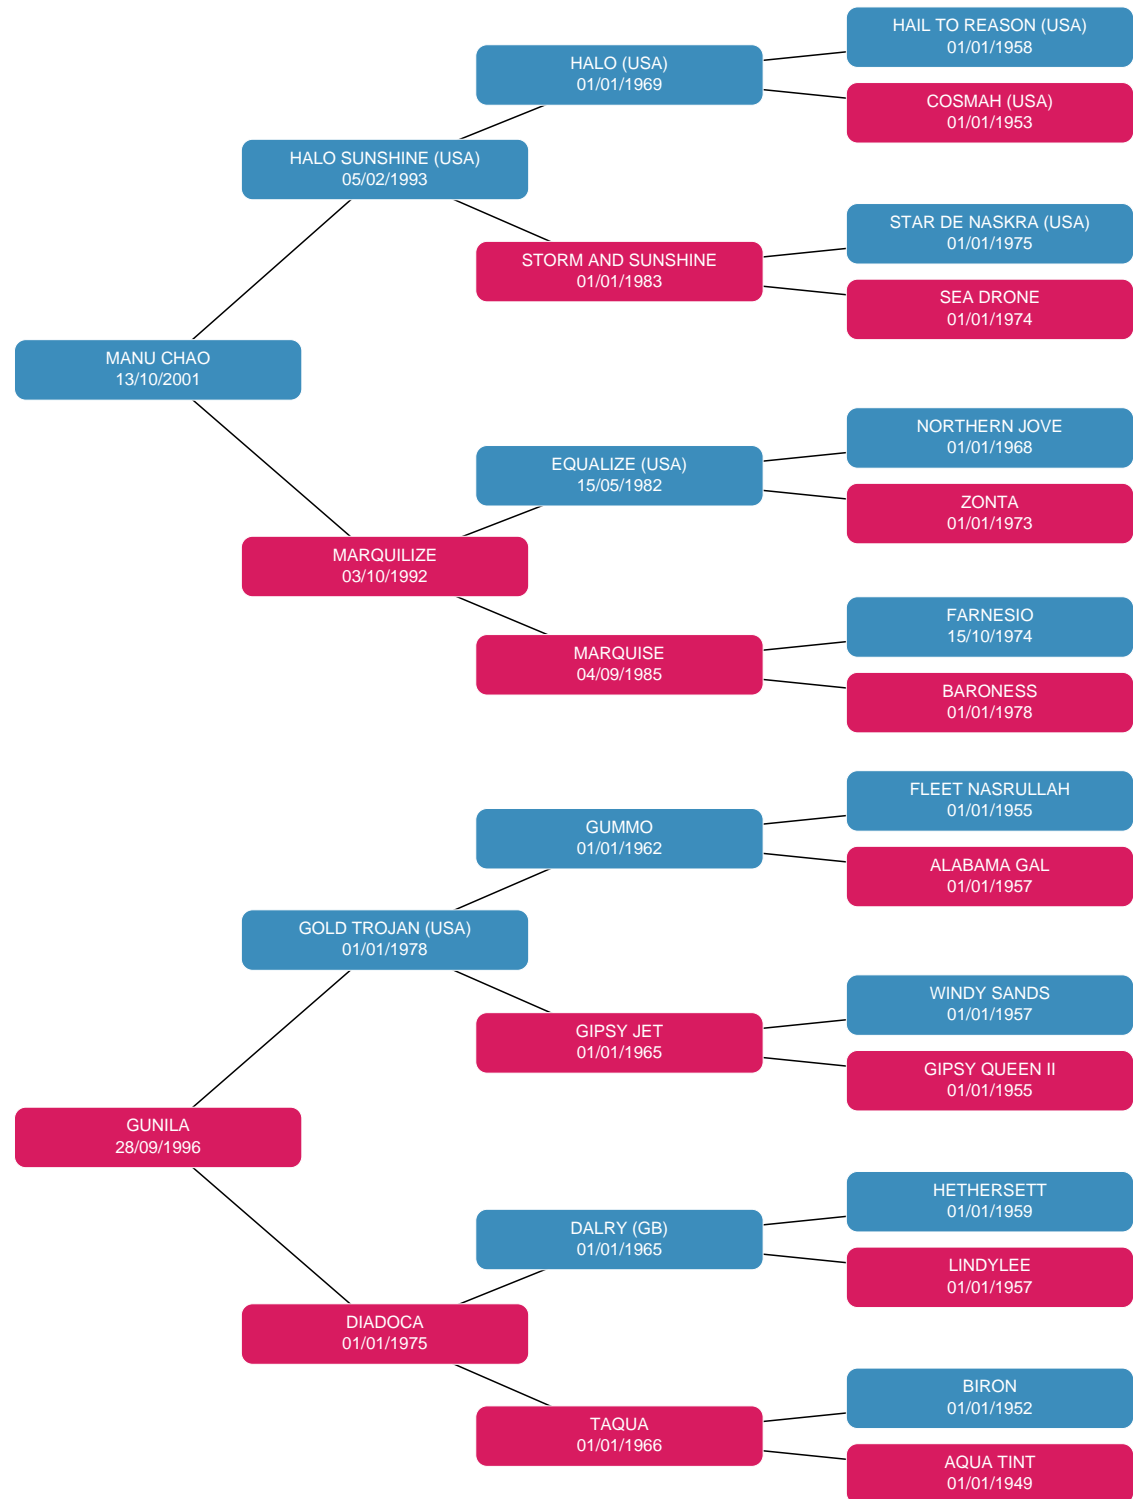 HAIL TO REASON (USA)
01/01/1958
HALO (USA)
01/01/1969
COSMAH (USA)
01/01/1953
HALO SUNSHINE (USA)
05/02/1993
STAR DE NASKRA (USA)
01/01/1975
STORM AND SUNSHINE
01/01/1983
SEA DRONE
01/01/1974
MANU CHAO
13/10/2001
NORTHERN JOVE
01/01/1968
EQUALIZE (USA)
15/05/1982
ZONTA
01/01/1973
MARQUILIZE
03/10/1992
FARNESIO
15/10/1974
MARQUISE
04/09/1985
BARONESS
01/01/1978
FLEET NASRULLAH
01/01/1955
GUMMO
01/01/1962
ALABAMA GAL
01/01/1957
GOLD TROJAN (USA)
01/01/1978
WINDY SANDS
01/01/1957
GIPSY JET
01/01/1965
GIPSY QUEEN II
01/01/1955
GUNILA
28/09/1996
HETHERSETT
01/01/1959
DALRY (GB)
01/01/1965
LINDYLEE
01/01/1957
DIADOCA
01/01/1975
BIRON
01/01/1952
TAQUA
01/01/1966
AQUA TINT
01/01/1949